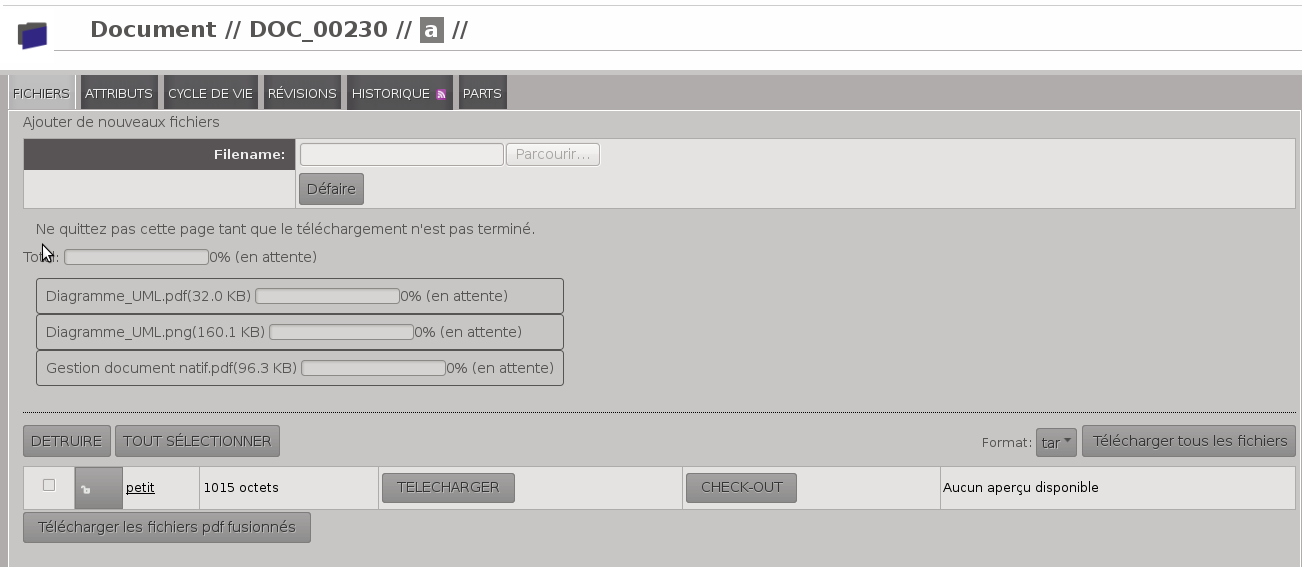 Document // DOC_00230 // a //
FICHIERS ATTRIBUTS CYCLE DE VIE RÉVISIONS HISTORIQUE PARTS
Ajouter de nouveaux fichiers
Filename: Parcourir...
Défaire
Ne quittez pas cette page tant que le téléchargement n'est pas terminé.
Total: 0% (en attente)
Diagramme_UML.pdf(32.0 KB) 0% (en attente)
Diagramme_UML.png(160.1 KB) 0% (en attente)
Gestion document natif.pdf(96.3 KB) 0% (en attente)
DETRUIRE TOUT SÉLECTIONNER Format: tar Télécharger tous les fichiers
petit 1015 octets TELECHARGER CHECK-OUT Aucun aperçu disponible
Télécharger les fichiers pdf fusionnés